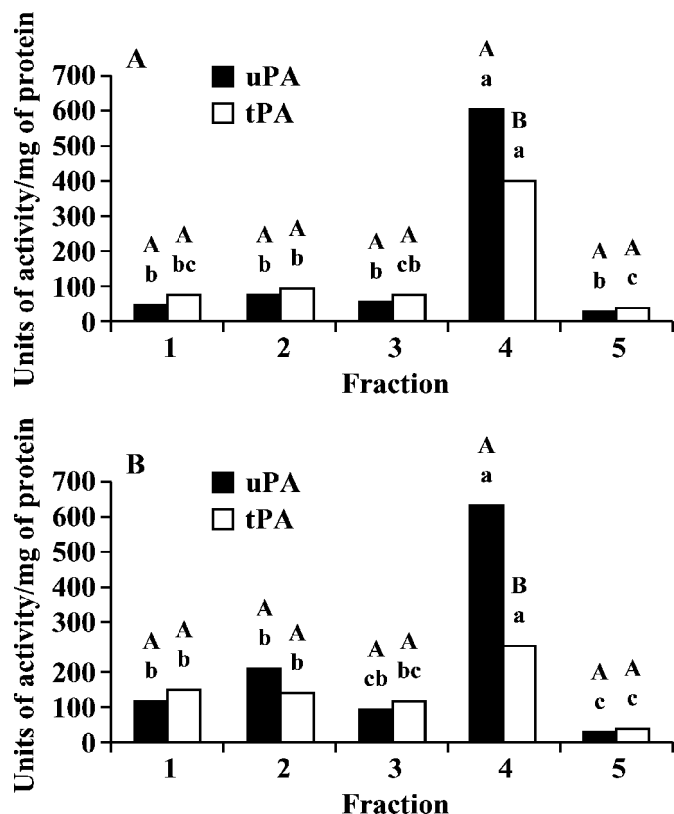 A
Units of activity/mg of protein
700
600
500
400
300
200
100
0
uPA
tPA
A A A A A A A B A A
b bc b b b cb a a b c
1 2 3 4 5
Fraction
B
Units of activity/mg of protein
700
600
500
400
300
200
100
0
uPA
tPA
A A A A A A A B A A
b b b b cb bc a a c c
1 2 3 4 5
Fraction